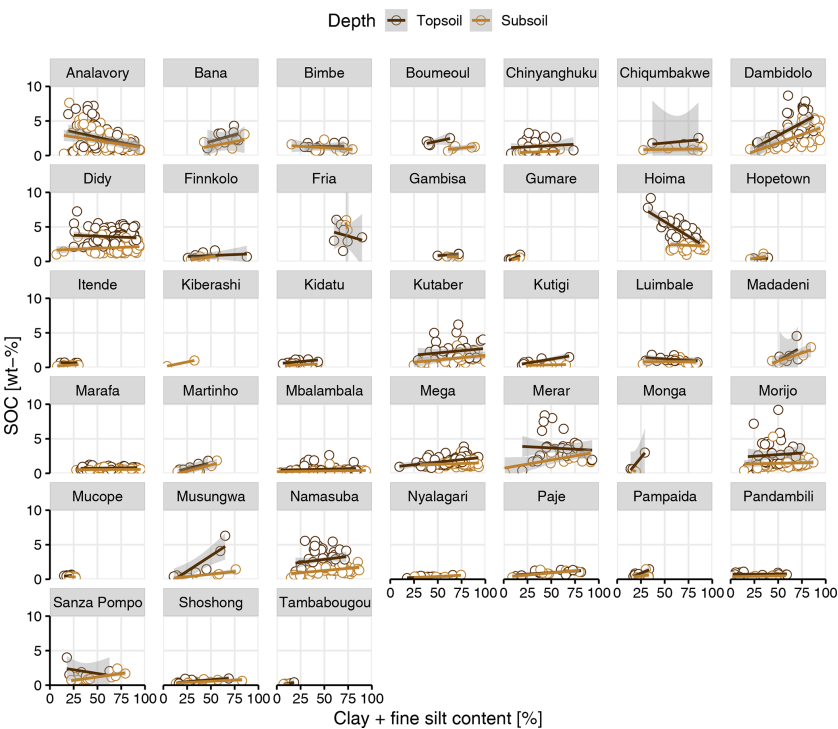 Depth Topsoil Subsoil
Analavory Bana Bimbe Boumeoul Chinyanghuku Chiqumbakwe Dambidolo
10
5
0
Didy Finnkolo Fria Gambisa Gumare Hoima Hopetown
10
5
0
Itende Kiberashi Kidatu Kutaber Kutigi Luimbale Madadeni
10
5
0
SOC [wt−%]
Marafa Martinho Mbalambala Mega Merar Monga Morijo
10
5
0
Mucope Musungwa Namasuba Nyalagari Paje Pampaida Pandambili
10
5
0
0 25 50 75 100 0 25 50 75 100 0 25 50 75 100 0 25 50 75 100
Sanza Pompo Shoshong Tambabougou
10
5
0
0 25 50 75 100 0 25 50 75 100 0 25 50 75 100
Clay + fine silt content [%]